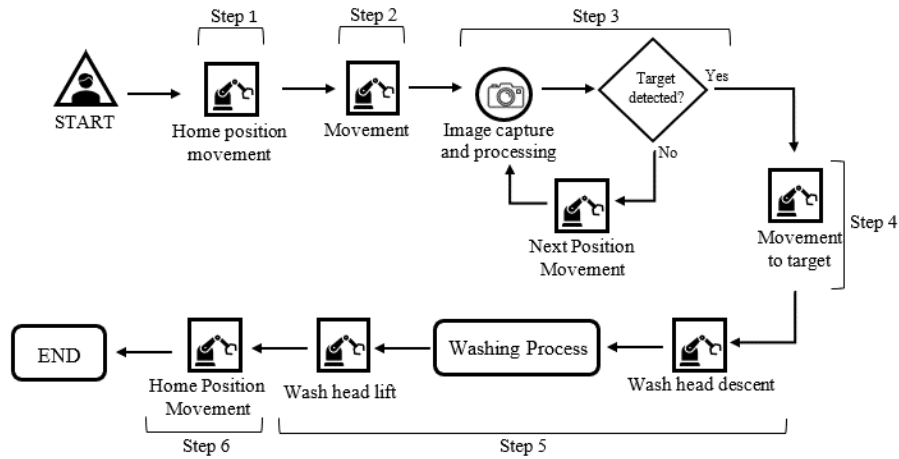 Step 1
Step 2
Step 3
START
Home position
movement
Movement
Image capture
and processing
Target
detected?
Yes
No
Next Position
Movement
Movement
to target
Step 4
END
Home Position
Movement
Wash head lift
Washing Process
Wash head descent
Step 6
Step 5